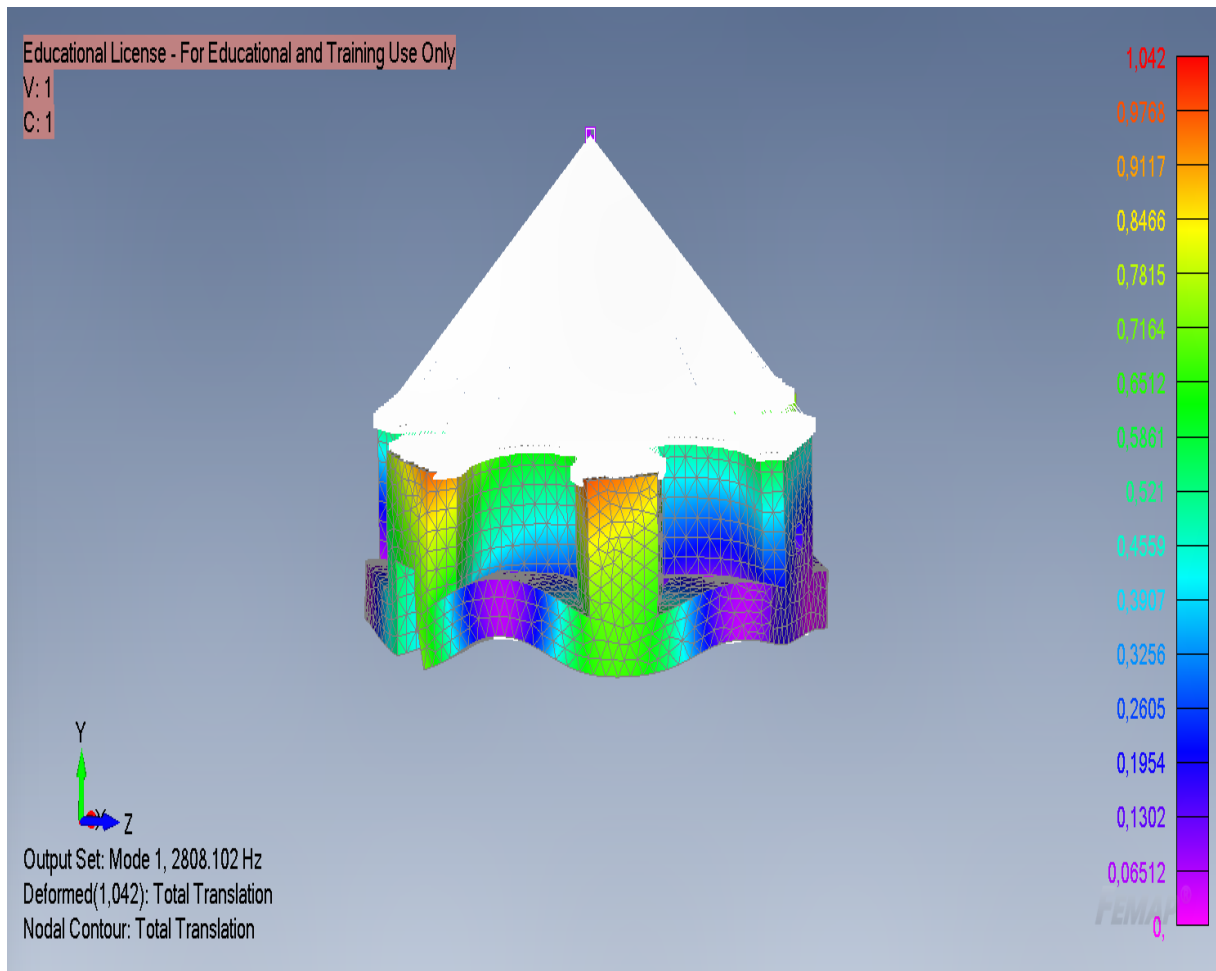 Educational License - For Educational and Training Use Only
V: 1
C: 1
1,042
0,9768
0,9117
0,8466
0,7815
0,7164
0,6512
0,5861
0,521
0,4559
0,3907
0,3256
0,2605
0,1954
0,1302
0,06512
0,
FEMAP®
Y
X
Z
Output Set: Mode 1, 2808.102 Hz
Deformed(1,042): Total Translation
Nodal Contour: Total Translation